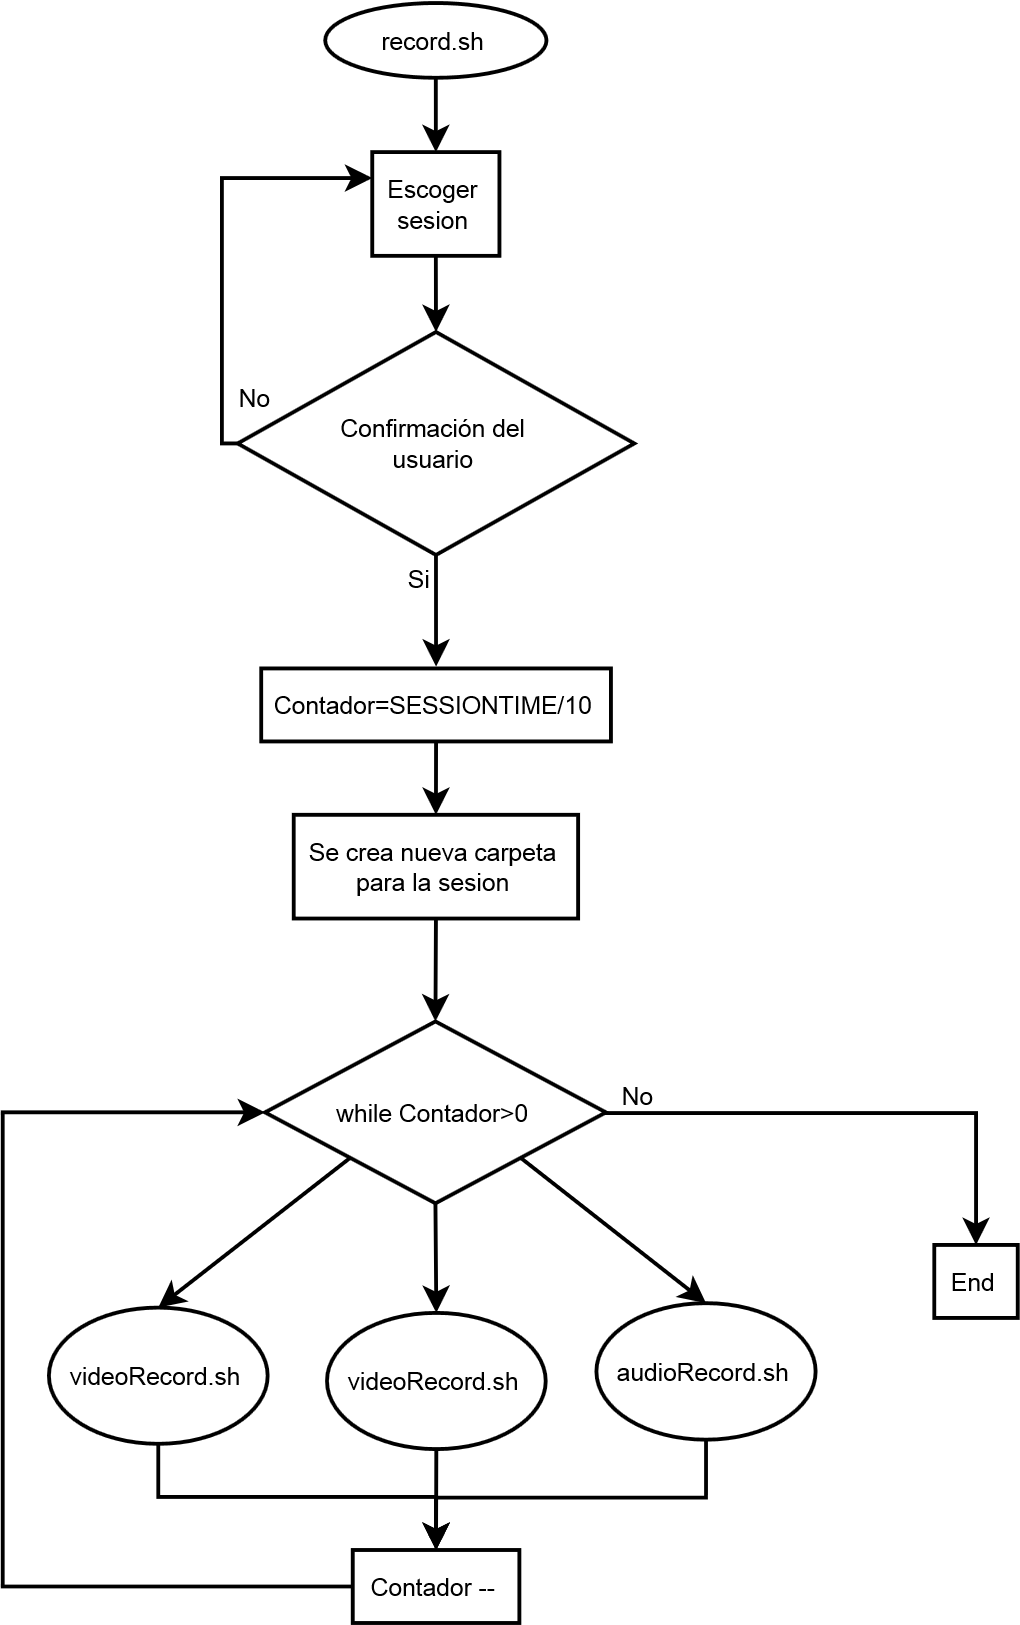 record.sh
Escoger
sesion
No
Confirmación del
usuario
Si
Contador=SESSIONTIME/10
Se crea nueva carpeta
para la sesion
No
while Contador>0
End
videoRecord.sh
videoRecord.sh
audioRecord.sh
Contador --